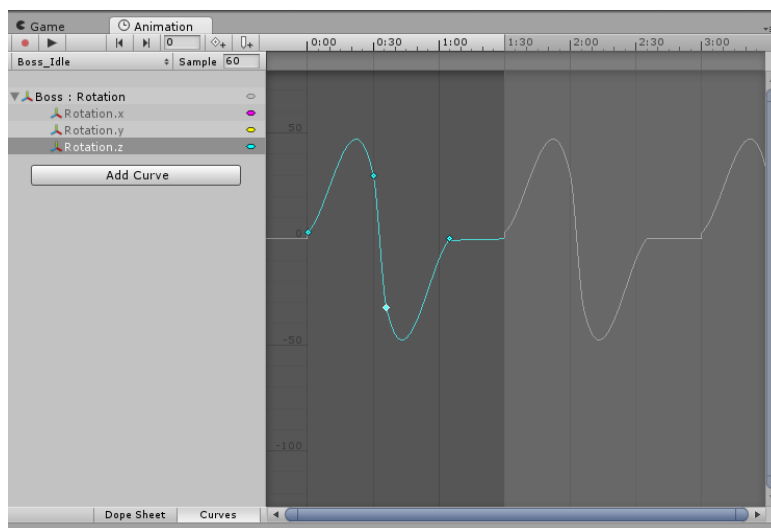 Game Animation
0 0:00 0:30 1:00 1:30 2:00 2:30 3:00
Boss_Idle Sample 60
Boss : Rotation
Rotation.x
Rotation.y
Rotation.z
Add Curve
50
0
-50
-100
Dope Sheet Curves